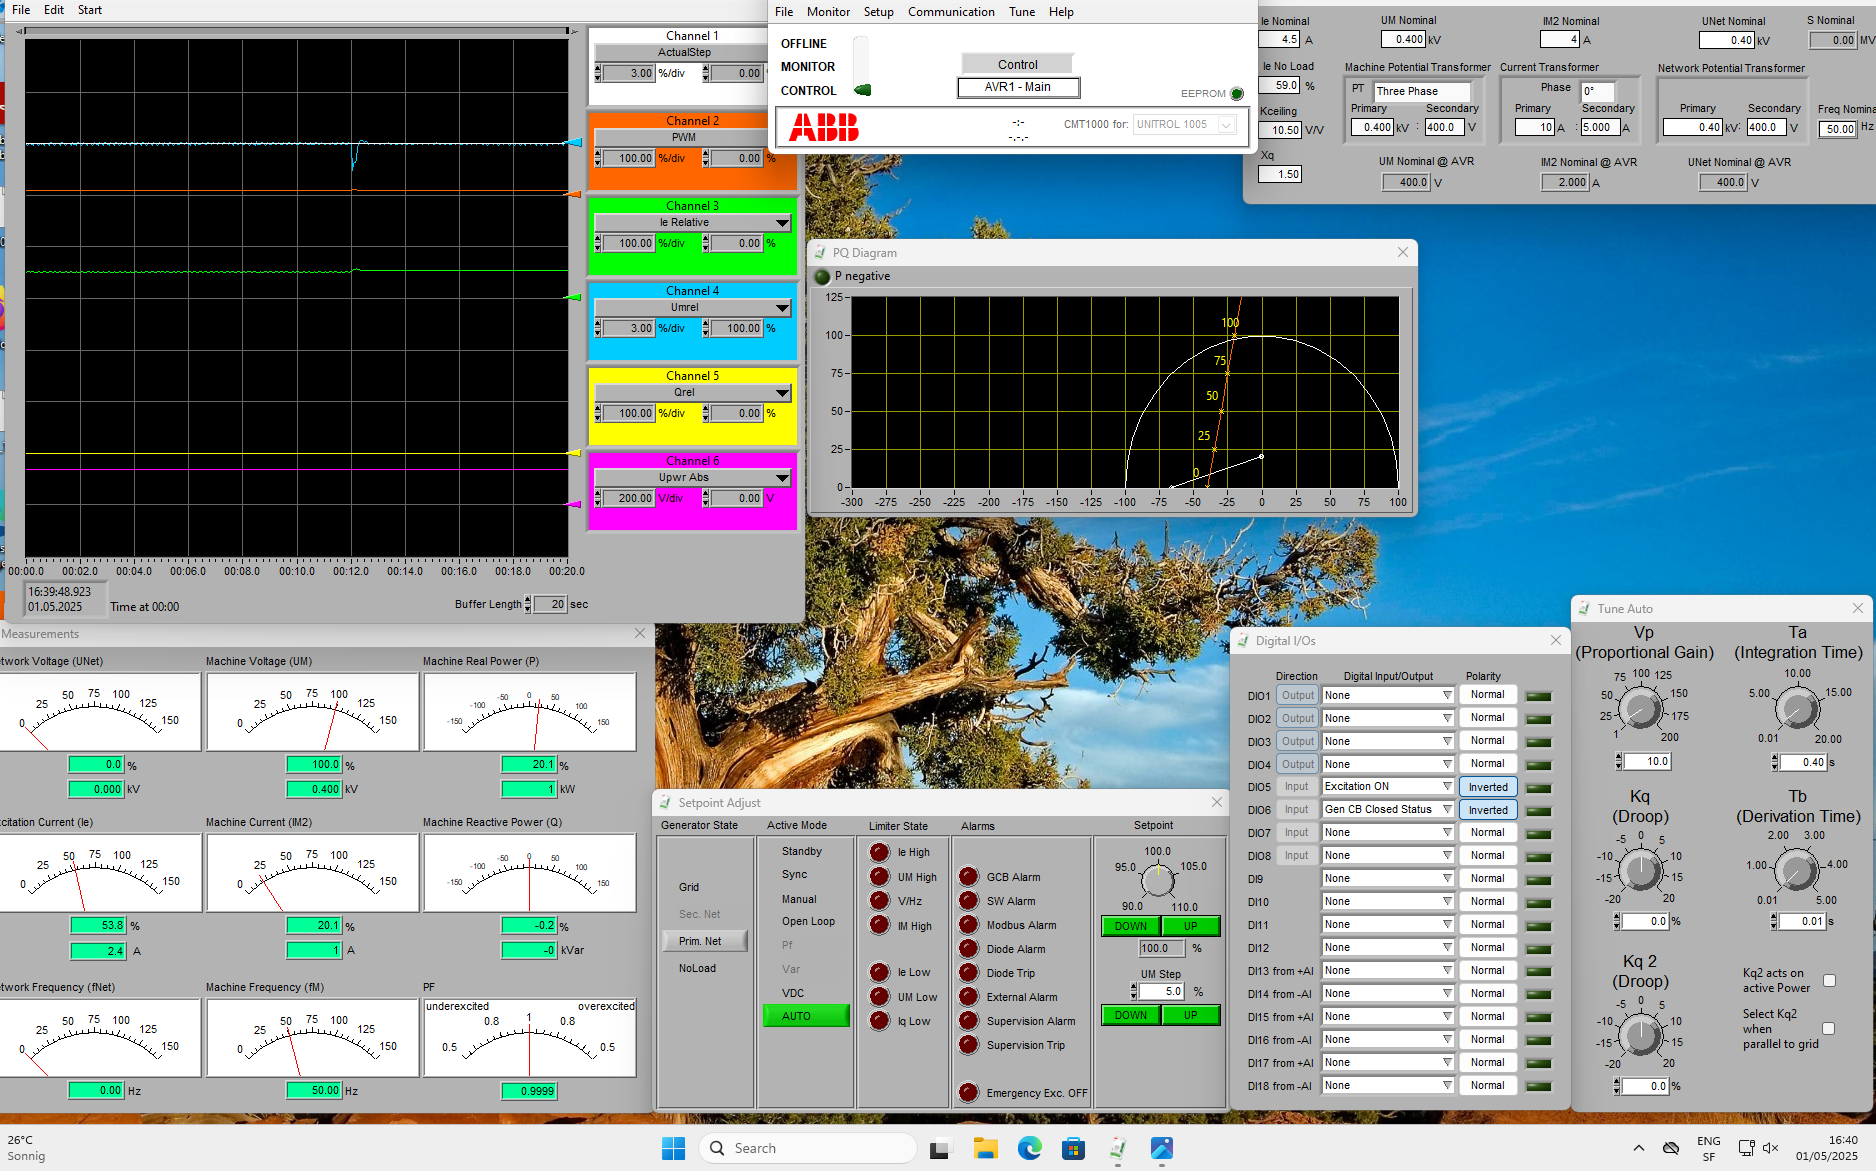 File Edit Start
Channel 1
ActualStep
3.00 %/div 0.00
Channel 2
PWM
100.00 %/div 0.00 %
Channel 3
Ie Relative
100.00 %/div 0.00 %
Channel 4
Umrel
3.00 %/div 100.00 %
Channel 5
Qrel
100.00 %/div 0.00 %
Channel 6
Upwr Abs
200.00 V/div 0.00 V
00:00.0 00:02.0 00:04.0 00:06.0 00:08.0 00:10.0 00:12.0 00:14.0 00:16.0 00:18.0 00:20.0
16:39:48.923
01.05.2025
Time at 00:00
Buffer Length 20 sec
File Monitor Setup Communication Tune Help
OFFLINE
MONITOR
CONTROL
Control
AVR1 - Main
EEPROM
ABB
-:-
-.-.-
CMT1000 for: UNITROL 1005
Ie Nominal
4.5 A
UM Nominal
0.400 kV
IM2 Nominal
4 A
UNet Nominal
0.40 kV
S Nominal
0.00
Ie No Load
59.0 %
Kceiling
10.50 V/V
Xq
1.50
Machine Potential Transformer
PT Three Phase
Primary Secondary
0.400 kV : 400.0 V
UM Nominal @ AVR
400.0 V
Current Transformer
Phase 0°
Primary Secondary
10 A : 5.000 A
IM2 Nominal @ AVR
2.000 A
Network Potential Transformer
Primary Secondary
0.40 kV: 400.0 V
UNet Nominal @ AVR
400.0 V
Freq
50.00 Hz
PQ Diagram
P negative
125
100
75
50
25
0
100
75
50
25
0
-300 -275 -250 -225 -200 -175 -150 -125 -100 -75 -50 -25 0 25 50 75 100
Measurements
Voltage (UNet)
0 25 50 75 100 125 150
0.0 %
0.000 kV
Machine Voltage (UM)
0 25 50 75 100 125 150
100.0 %
0.400 kV
Machine Real Power (P)
-150 -100 -50 0 50 100 150
20.1 %
1 kW
Current (Ie)
0 25 50 75 100 125 150
53.8 %
2.4 A
Machine Current (IM2)
0 25 50 75 100 125 150
20.1 %
1 A
Machine Reactive Power (Q)
-150 -100 -50 0 50 100 150
-0.2 %
-0 kVar
Frequency (fNet)
0 25 50 75 100 125 150
0.00 Hz
Machine Frequency (fM)
0 25 50 75 100 125 150
50.00 Hz
PF
underexcited overexcited
0.5 0.8 1 0.8 0.5
0.9999
Setpoint Adjust
Generator State
Grid
Sec. Net
Prim. Net
NoLoad
Active Mode
Standby
Sync
Manual
Open Loop
Pf
Var
VDC
AUTO
Limiter State
Ie High
UM High
V/Hz
IM High
Ie Low
UM Low
Iq Low
Alarms
GCB Alarm
SW Alarm
Modbus Alarm
Diode Alarm
Diode Trip
External Alarm
Supervision Alarm
Supervision Trip
Emergency Exc. OFF
Setpoint
100.0
95.0 105.0
90.0 110.0
DOWN UP
100.0 %
UM Step
5.0 %
DOWN UP
Digital I/Os
Direction Digital Input/Output Polarity
DIO1 Output None Normal
DIO2 Output None Normal
DIO3 Output None Normal
DIO4 Output None Normal
DIO5 Input Excitation ON Inverted
DIO6 Input Gen CB Closed Status Inverted
DIO7 Input None Normal
DIO8 Input None Normal
DI9 None Normal
DI10 None Normal
DI11 None Normal
DI12 None Normal
DI13 from +AI None Normal
DI14 from -AI None Normal
DI15 from +AI None Normal
DI16 from -AI None Normal
DI17 from +AI None Normal
DI18 from -AI None Normal
Tune Auto
Vp
(Proportional Gain)
75 100 125
50 150
25 175
1 200
10.0
Ta
(Integration Time)
10.00
5.00 15.00
0.01 20.00
0.40 s
Kq
(Droop)
-5 0 5
-10 10
-15 15
-20 20
0.0 %
Tb
(Derivation Time)
2.00 3.00
1.00 4.00
0.01 5.00
0.01 s
Kq 2
(Droop)
-5 0 5
-10 10
-15 15
-20 20
0.0 %
Kq2 acts on
active Power
Select Kq2
when
parallel to grid
26°C
Sonnig
Search
ENG
SF
16:40
01/05/2025